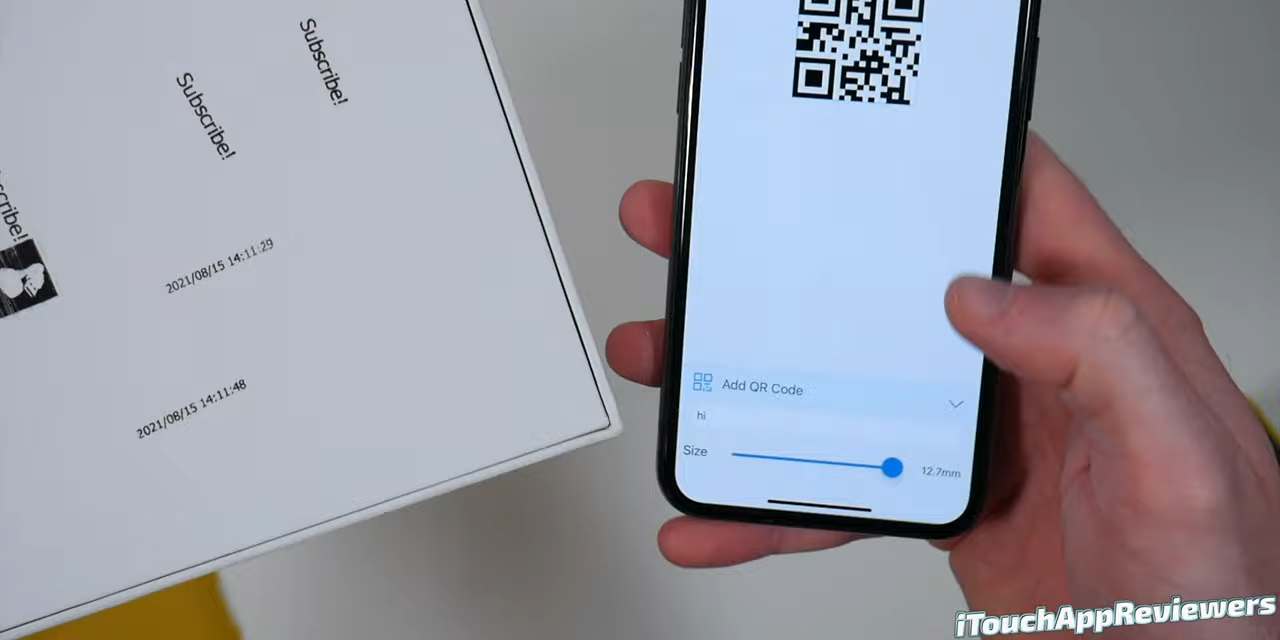 Subscribe!
Subscribe!
scribe!
2021/08/15 14:11:29
2021/08/15 14:11:48
Add QR Code
hi
Size
12.7mm
iTouchAppReviewers